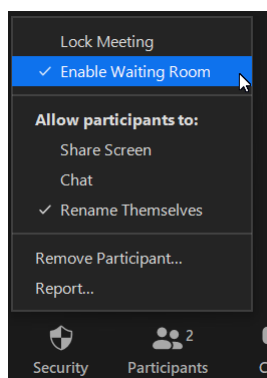 Lock Meeting
✓ Enable Waiting Room
Allow participants to:
Share Screen
Chat
✓ Rename Themselves
Remove Participant...
Report...
2
Security Participants